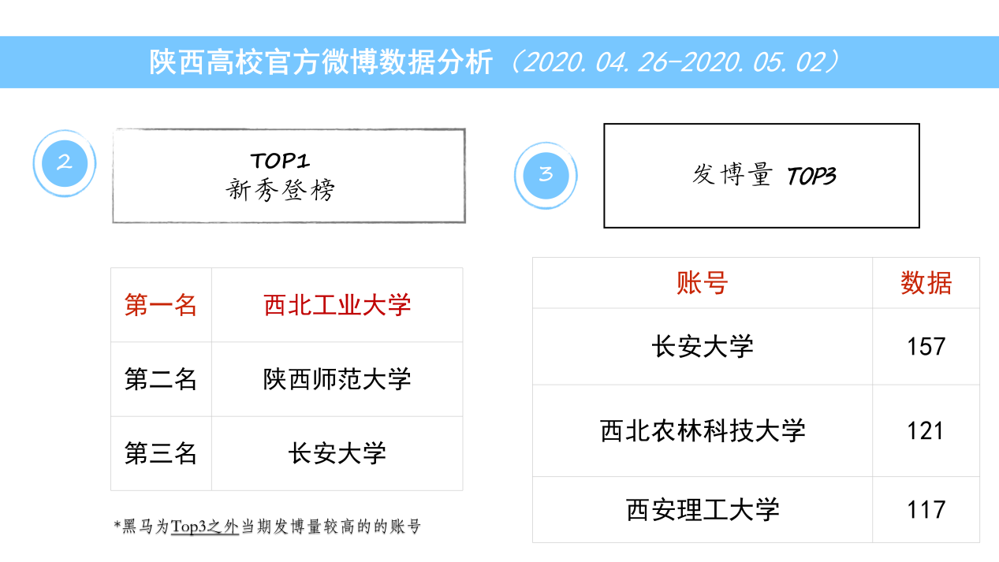 陕西高校官方微博数据分析（2020.04.26-2020.05.02）
2
TOP1
新秀登榜
第一名 西北工业大学
第二名 陕西师范大学
第三名 长安大学
*黑马为Top3之外当期发博量较高的的账号
3
发博量 TOP3
账号 数据
长安大学 157
西北农林科技大学 121
西安理工大学 117